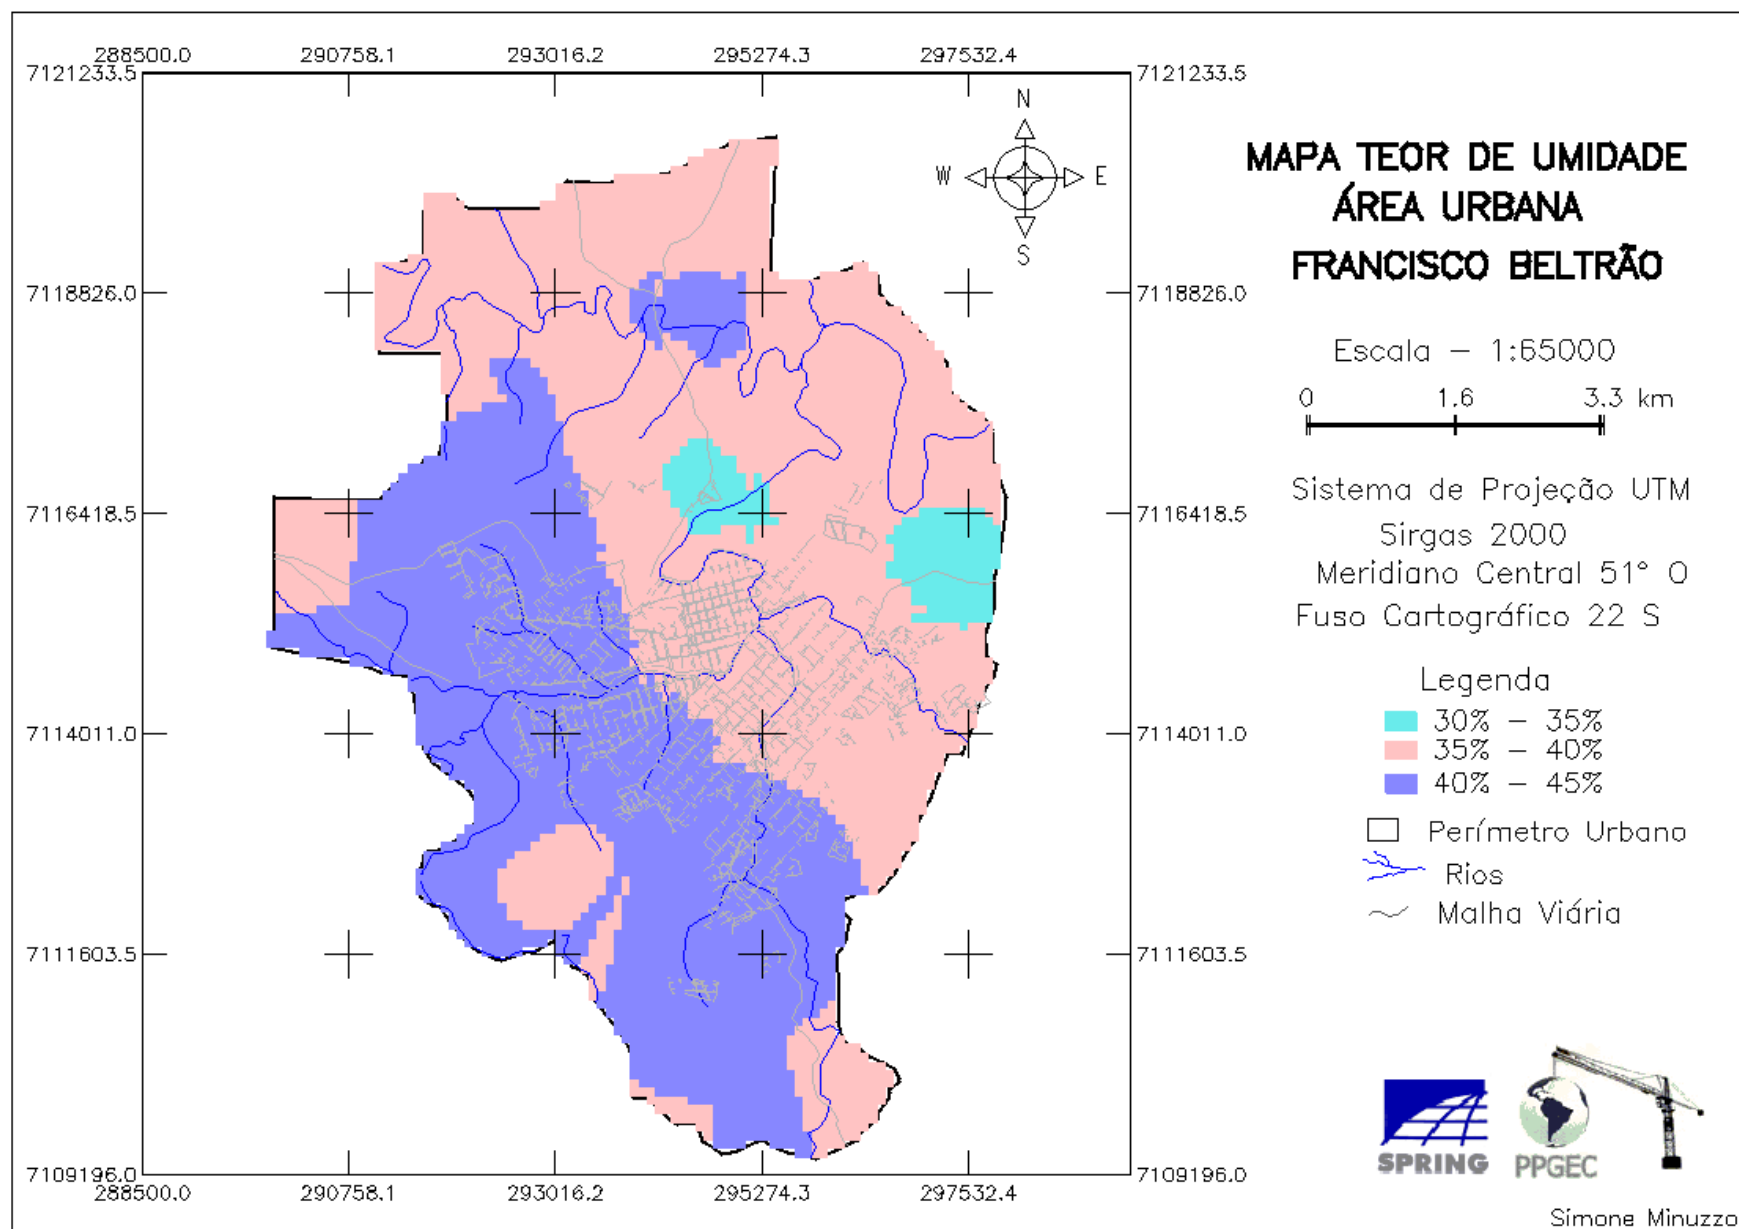 288500.0 290758.1 293016.2 295274.3 297532.4
7121233.5 7121233.5
N
W E
S
MAPA TEOR DE UMIDADE
ÁREA URBANA
FRANCISCO BELTRÃO
7118826.0 7118826.0
Escala - 1:65000
0 1.6 3.3 km
Sistema de Projeção UTM
7116418.5 7116418.5
Sirgas 2000
Meridiano Central 51° O
Fuso Cartográfico 22 S
Legenda
30% - 35%
7114011.0 7114011.0
35% - 40%
40% - 45%
Perímetro Urbano
Rios
Malha Viária
7111603.5 7111603.5
SPRING PPGEC
7109196.0 7109196.0
288500.0 290758.1 293016.2 295274.3 297532.4
Simone Minuzzo